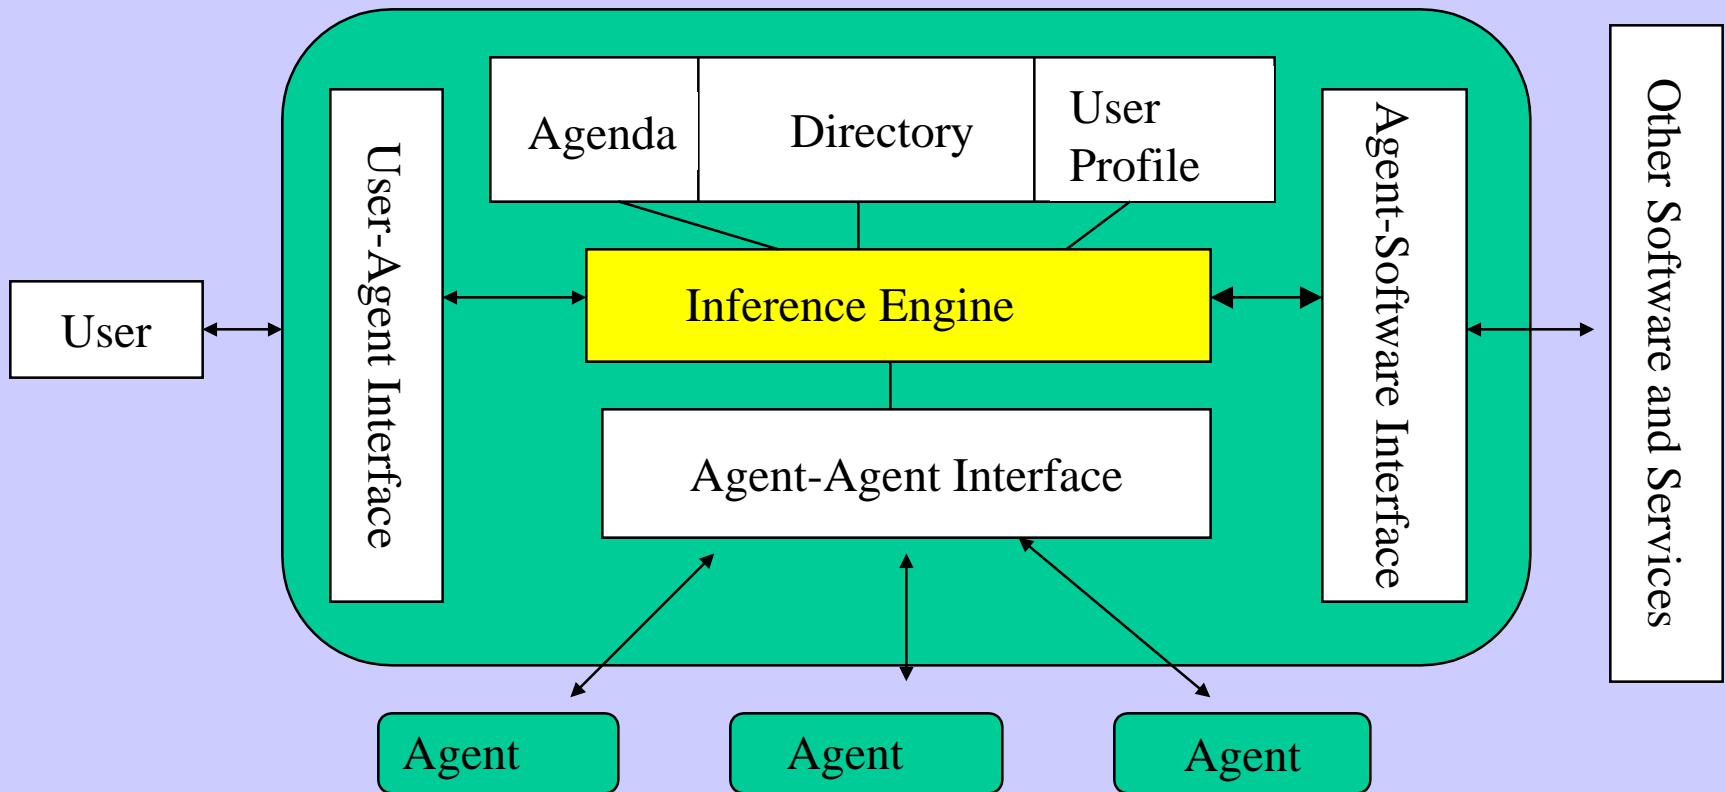 Agenda
Directory
User
Profile
User-Agent Interface
Agent-Software Interface
Other Software and Services
User
Inference Engine
Agent-Agent Interface
Agent
Agent
Agent